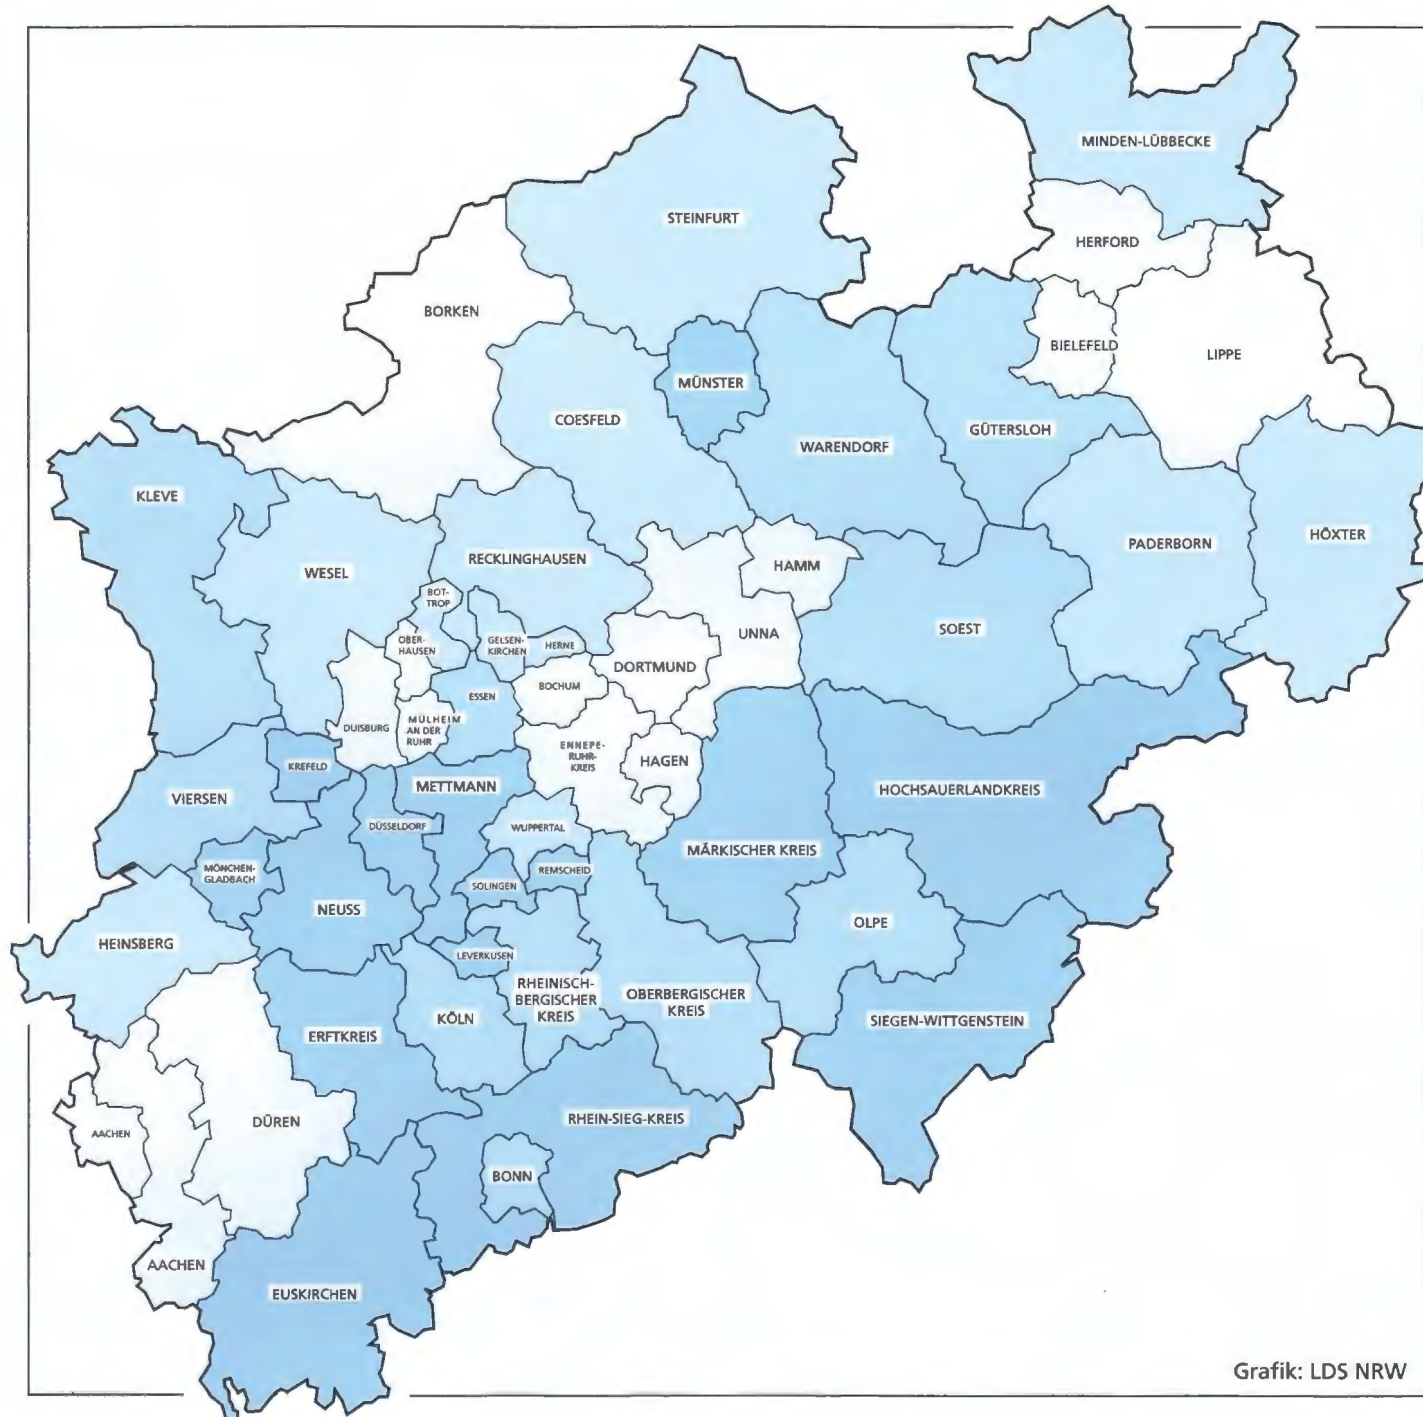 MINDEN-LÜBBECKE
STEINFURT
HERFORD
BORKEN
BIELEFELD
LIPPE
MÜNSTER
COESFELD
GÜTERSLOH
WARENDORF
KLEVE
HÖXTER
PADERBORN
RECKLINGHAUSEN
WESEL
HAMM
BOT-
TROP
UNNA
SOEST
OBER-
HAUSEN
GELSEN-
KIRCHEN
HERNE
DORTMUND
BOCHUM
ESSEN
DUISBURG
MÜLHEIM
AN DER
RUHR
ENNEPE-
RUHR-
KREIS
HAGEN
KREFELD
METTMANN
HOCHSAUERLANDKREIS
VIERSEN
DÜSSELDORF
WUPPERTAL
MÄRKISCHER KREIS
MÖNCHEN-
GLADBACH
SOLINGEN
REMSCHEID
NEUSS
OLPE
HEINSBERG
LEVERKUSEN
RHEINISCH-
BERGISCHER
KREIS
OBERBERGISCHER
KREIS
KÖLN
SIEGEN-WITTGENSTEIN
ERFTKREIS
RHEIN-SIEG-KREIS
DÜREN
AACHEN
BONN
AACHEN
EUSKIRCHEN
Grafik: LDS NRW